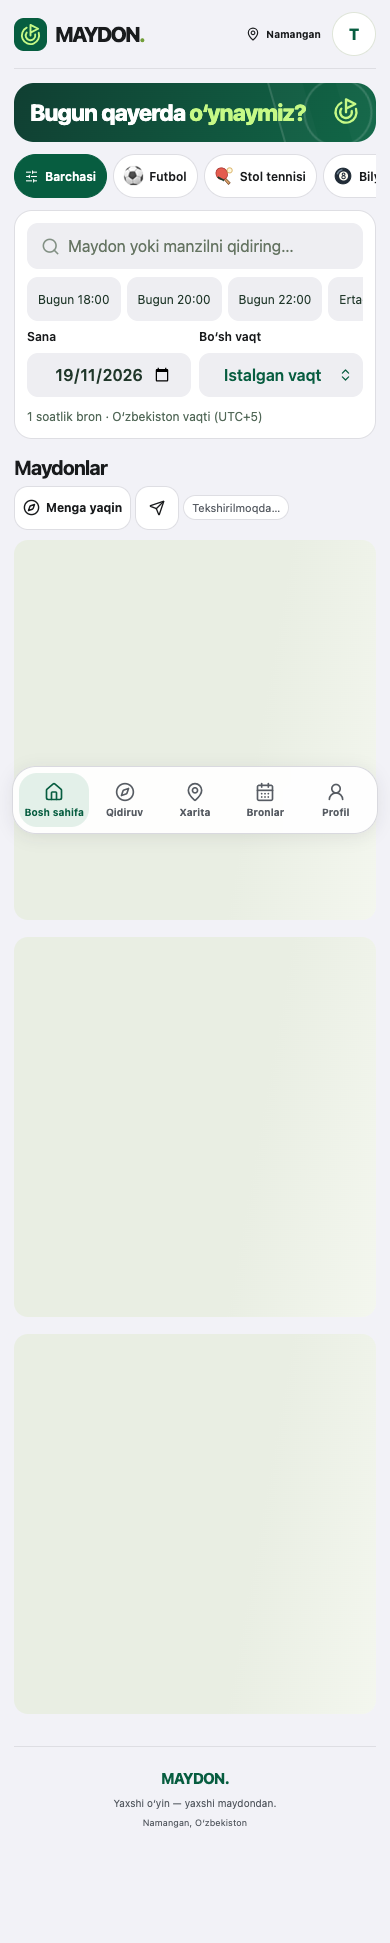 MAYDON.
Namangan
T
Bugun qayerda o‘ynaymiz?
Barchasi
Futbol
Stol tennisi
8
Bily
Maydon yoki manzilni qidiring...
Bugun 18:00
Bugun 20:00
Bugun 22:00
Erta
Sana
Bo‘sh vaqt
19/11/2026
Istalgan vaqt
1 soatlik bron · O‘zbekiston vaqti (UTC+5)
Maydonlar
Menga yaqin
Tekshirilmoqda...
Bosh sahifa
Qidiruv
Xarita
Bronlar
Profil
MAYDON.
Yaxshi o‘yin — yaxshi maydondan.
Namangan, O‘zbekiston